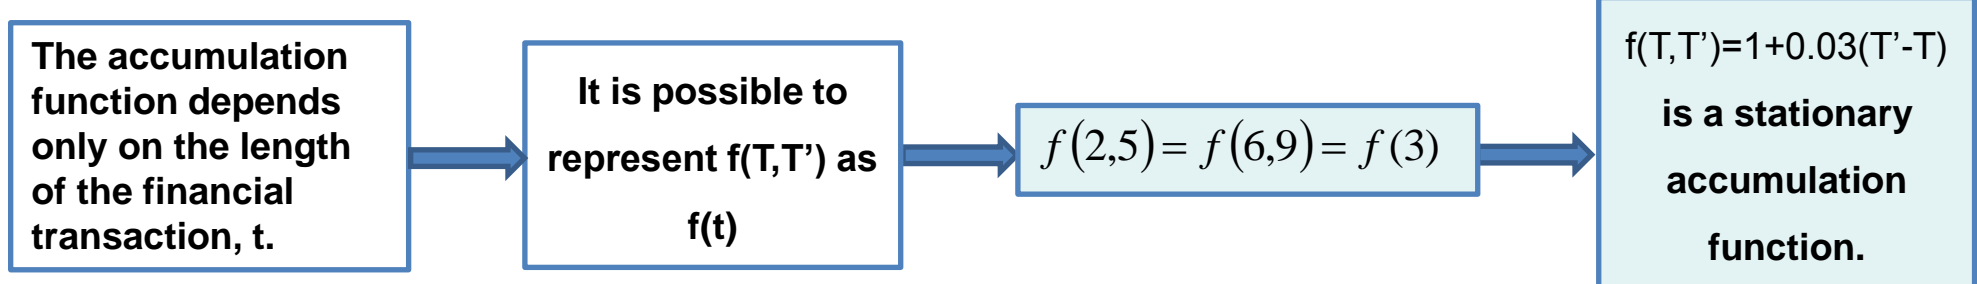 The accumulation
function depends
only on the length
of the financial
transaction, t.
It is possible to
represent f(T,T’) as
f(t)
f(2,5)= f(6,9)= f(3)
f(T,T’)=1+0.03(T’-T)
is a stationary
accumulation
function.